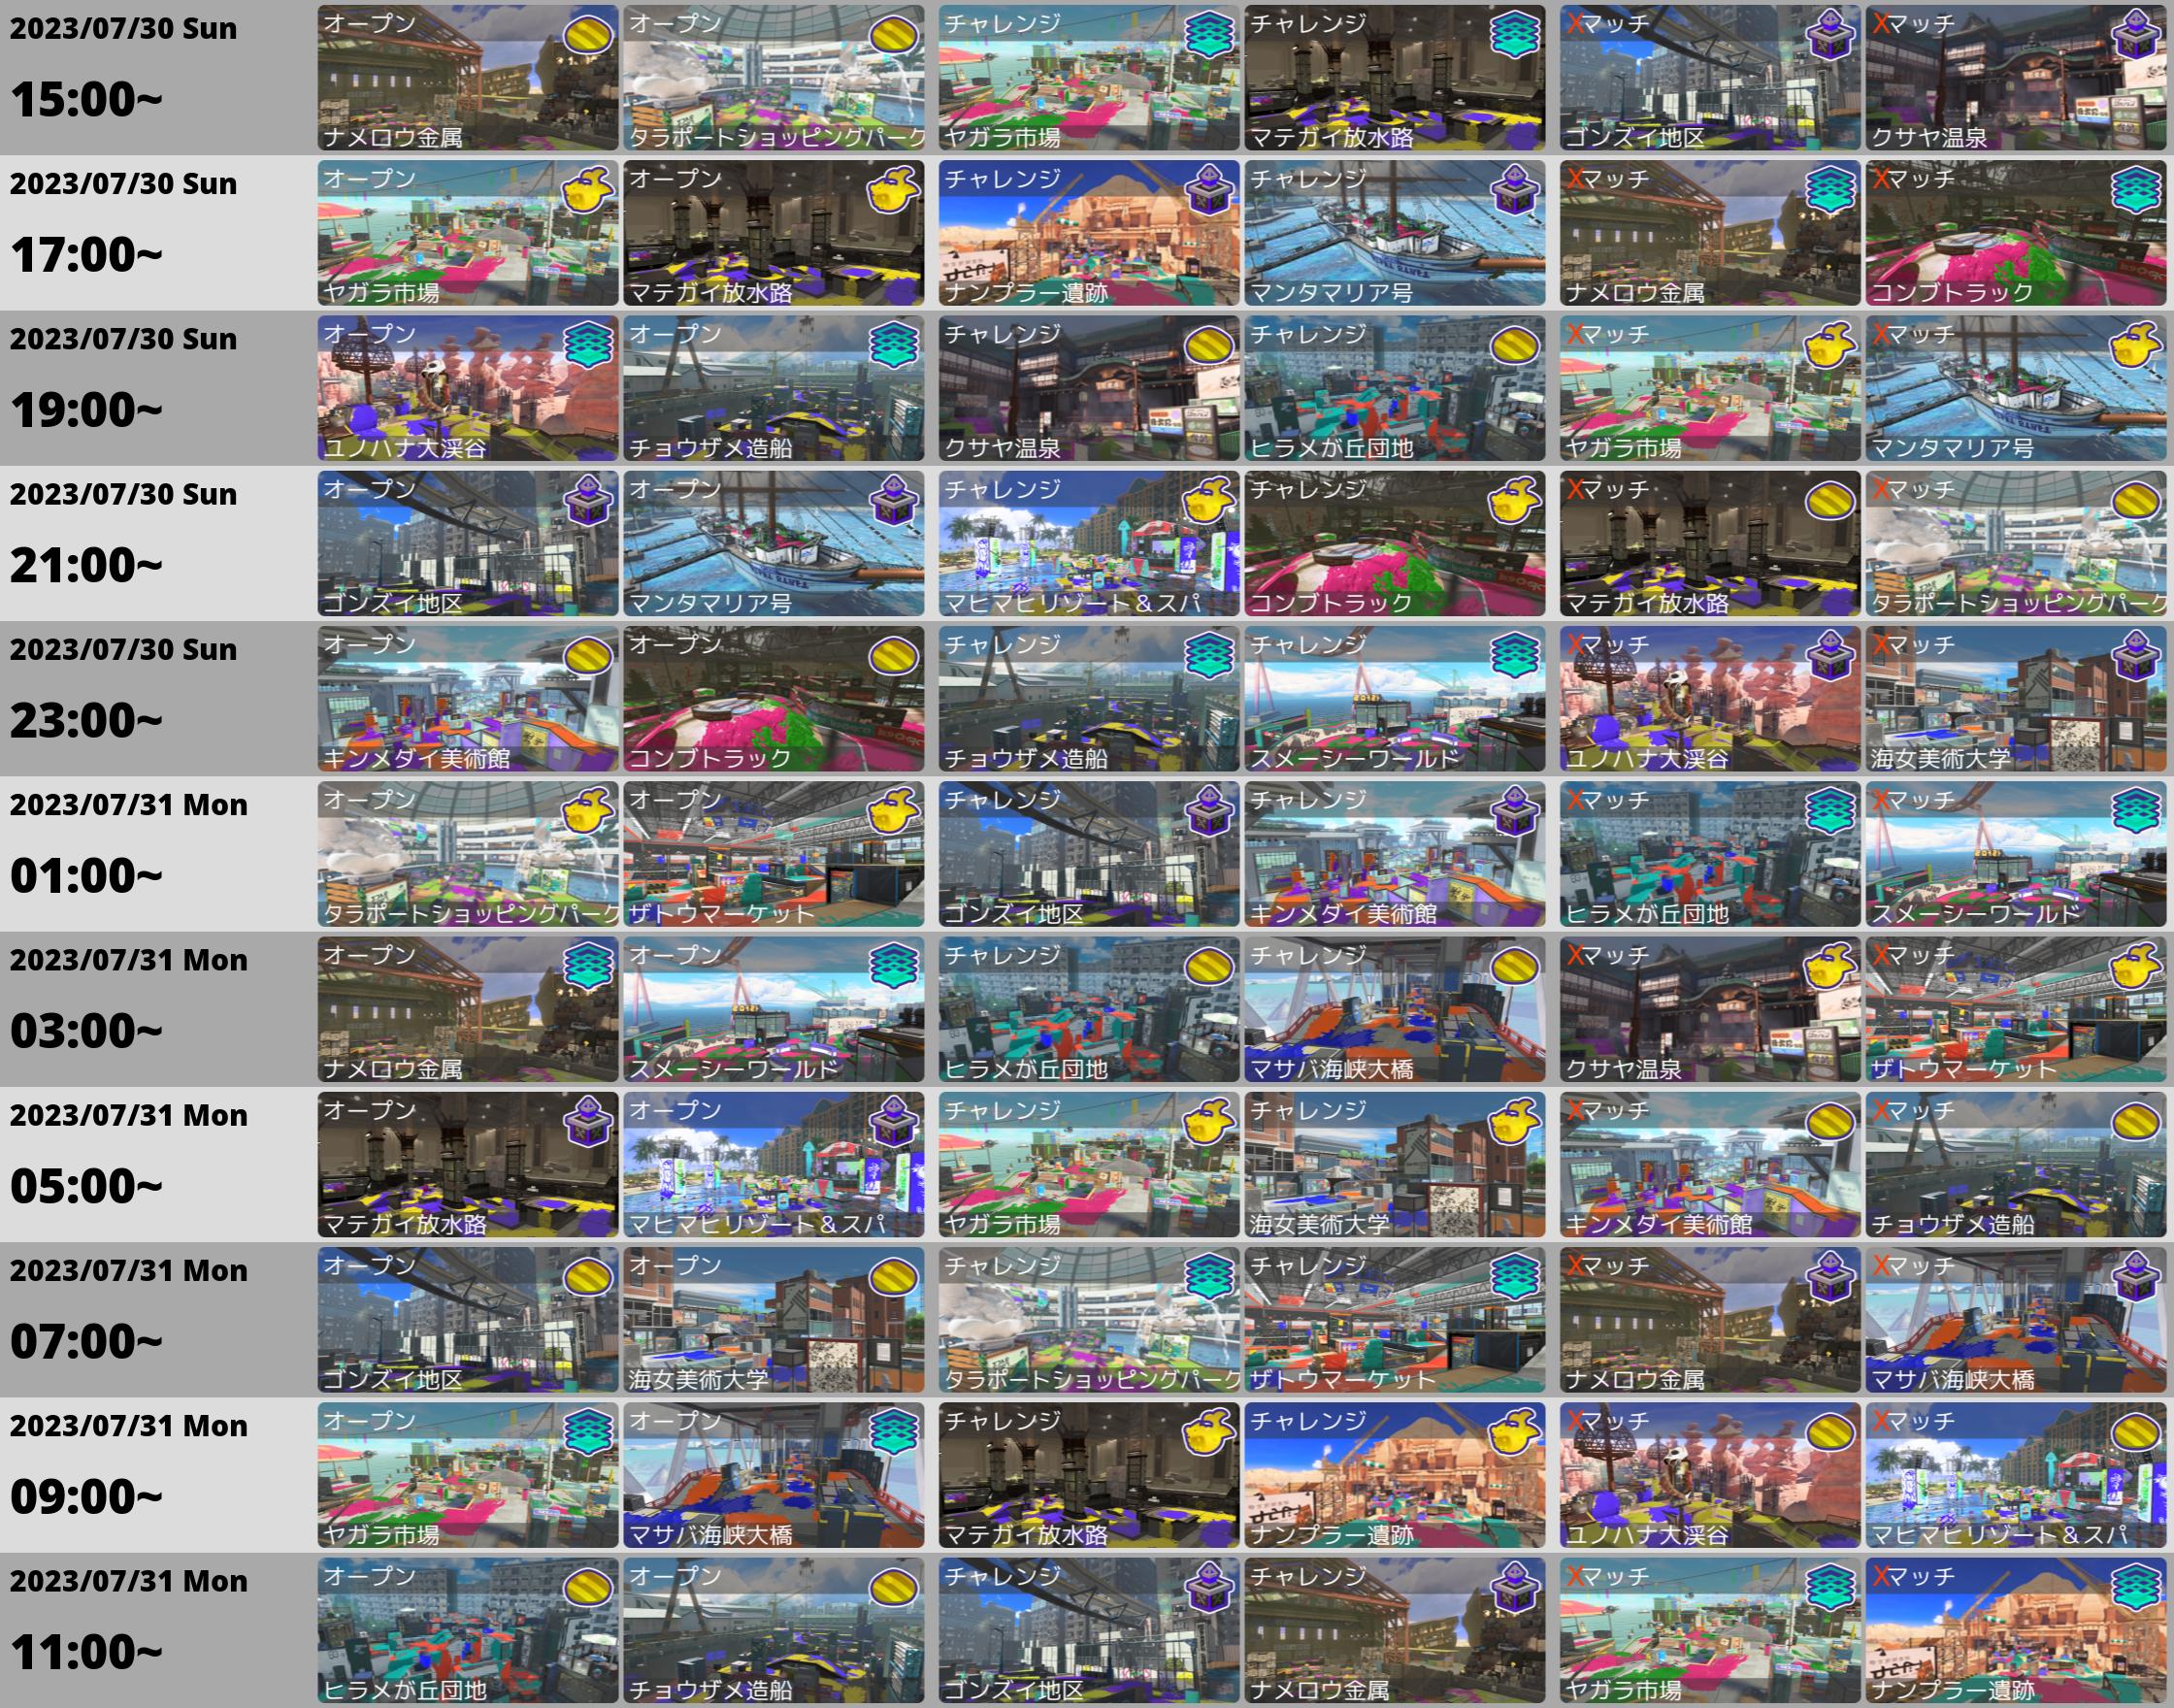 2023/07/30 Sun
15:00~
オープン オープン チャレンジ チャレンジ Xマッチ Xマッチ
ナメロウ金属 タラポートショッピングパーク ヤガラ市場 マテガイ放水路 ゴンズイ地区 クサヤ温泉
2023/07/30 Sun
17:00~
オープン オープン チャレンジ チャレンジ Xマッチ Xマッチ
ヤガラ市場 マテガイ放水路 ナンプラー遺跡 マンタマリア号 ナメロウ金属 コンブトラック
2023/07/30 Sun
19:00~
オープン オープン チャレンジ チャレンジ Xマッチ Xマッチ
ユノハナ大渓谷 チョウザメ造船 クサヤ温泉 ヒラメが丘団地 ヤガラ市場 マンタマリア号
2023/07/30 Sun
21:00~
オープン オープン チャレンジ チャレンジ Xマッチ Xマッチ
ゴンズイ地区 マンタマリア号 マヒマヒリゾート＆スパ コンブトラック マテガイ放水路 タラポートショッピングパーク
2023/07/30 Sun
23:00~
オープン オープン チャレンジ チャレンジ Xマッチ Xマッチ
キンメダイ美術館 コンブトラック チョウザメ造船 スメーシーワールド ユノハナ大渓谷 海女美術大学
2023/07/31 Mon
01:00~
オープン オープン チャレンジ チャレンジ Xマッチ Xマッチ
タラポートショッピングパーク ザトウマーケット ゴンズイ地区 キンメダイ美術館 ヒラメが丘団地 スメーシーワールド
2023/07/31 Mon
03:00~
オープン オープン チャレンジ チャレンジ Xマッチ Xマッチ
ナメロウ金属 スメーシーワールド ヒラメが丘団地 マサバ海峡大橋 クサヤ温泉 ザトウマーケット
2023/07/31 Mon
05:00~
オープン オープン チャレンジ チャレンジ Xマッチ Xマッチ
マテガイ放水路 マヒマヒリゾート＆スパ ヤガラ市場 海女美術大学 キンメダイ美術館 チョウザメ造船
2023/07/31 Mon
07:00~
オープン オープン チャレンジ チャレンジ Xマッチ Xマッチ
ゴンズイ地区 海女美術大学 タラポートショッピングパーク ザトウマーケット ナメロウ金属 マサバ海峡大橋
2023/07/31 Mon
09:00~
オープン オープン チャレンジ チャレンジ Xマッチ Xマッチ
ヤガラ市場 マサバ海峡大橋 マテガイ放水路 ナンプラー遺跡 ユノハナ大渓谷 マヒマヒリゾート＆スパ
2023/07/31 Mon
11:00~
オープン オープン チャレンジ チャレンジ Xマッチ Xマッチ
ヒラメが丘団地 チョウザメ造船 ゴンズイ地区 ナメロウ金属 ヤガラ市場 ナンプラー遺跡